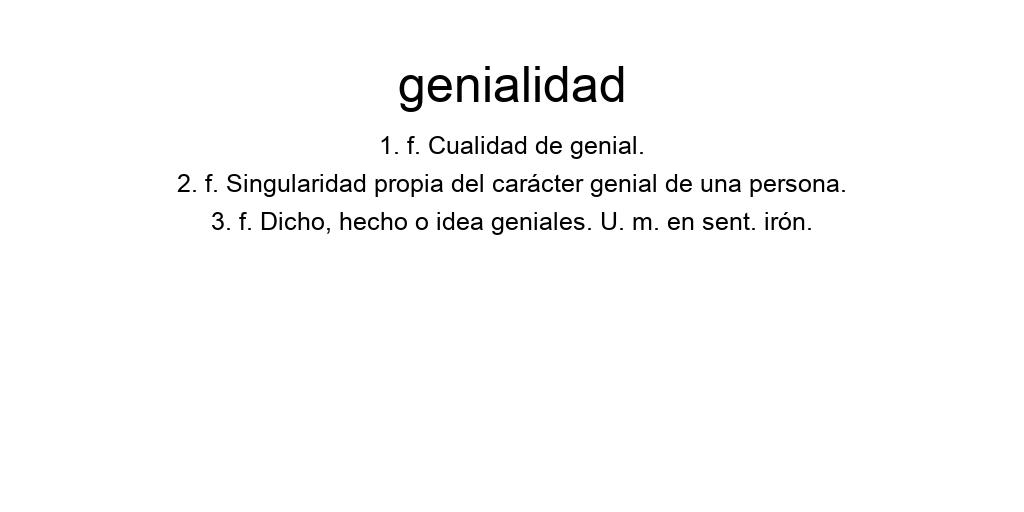 genialidad
1. f. Cualidad de genial.
2. f. Singularidad propia del carácter genial de una persona.
3. f. Dicho, hecho o idea geniales. U. m. en sent. irón.